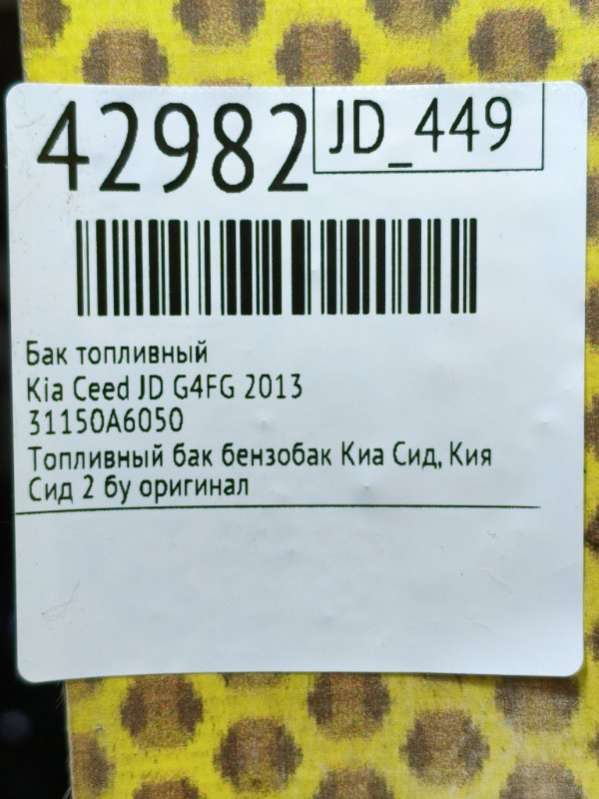 42982
JD_449
Бак топливный
Kia Ceed JD G4FG 2013
31150A6050
Топливный бак бензобак Киа Сид, Кия
Сид 2 бу оригинал